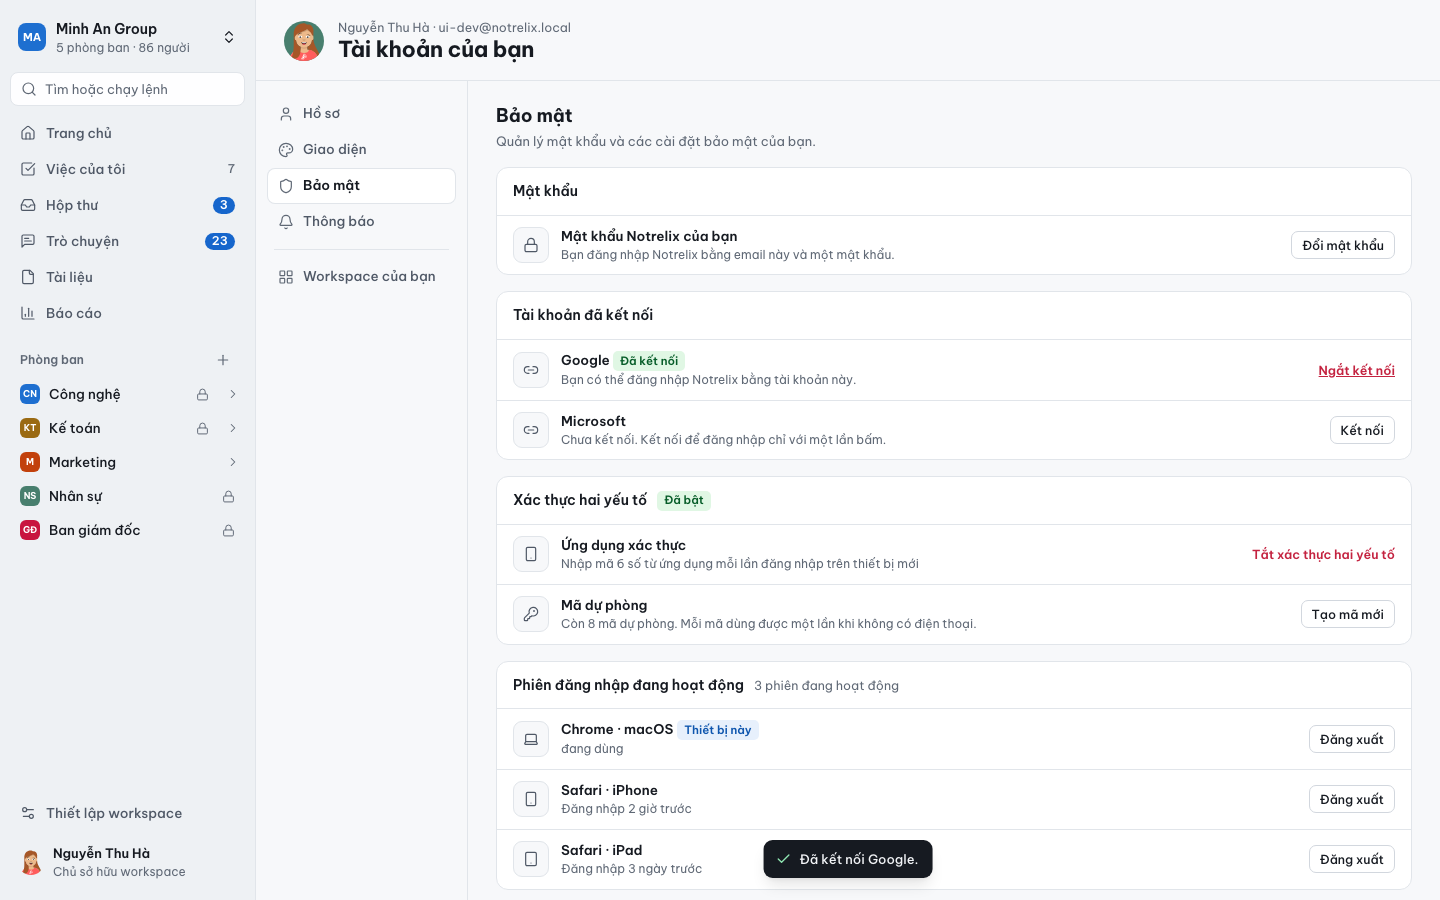 MA
Minh An Group
5 phòng ban · 86 người
Tìm hoặc chạy lệnh
Trang chủ
Việc của tôi 7
Hộp thư 3
Trò chuyện 23
Tài liệu
Báo cáo
Phòng ban
CN Công nghệ
KT Kế toán
M Marketing
NS Nhân sự
GĐ Ban giám đốc
Thiết lập workspace
Nguyễn Thu Hà
Chủ sở hữu workspace
Nguyễn Thu Hà · ui-dev@notrelix.local
Tài khoản của bạn
Hồ sơ
Giao diện
Bảo mật
Thông báo
Workspace của bạn
Bảo mật
Quản lý mật khẩu và các cài đặt bảo mật của bạn.
Mật khẩu
Mật khẩu Notrelix của bạn
Bạn đăng nhập Notrelix bằng email này và một mật khẩu.
Đổi mật khẩu
Tài khoản đã kết nối
Google Đã kết nối
Bạn có thể đăng nhập Notrelix bằng tài khoản này.
Ngắt kết nối
Microsoft
Chưa kết nối. Kết nối để đăng nhập chỉ với một lần bấm.
Kết nối
Xác thực hai yếu tố Đã bật
Ứng dụng xác thực
Nhập mã 6 số từ ứng dụng mỗi lần đăng nhập trên thiết bị mới
Tắt xác thực hai yếu tố
Mã dự phòng
Còn 8 mã dự phòng. Mỗi mã dùng được một lần khi không có điện thoại.
Tạo mã mới
Phiên đăng nhập đang hoạt động 3 phiên đang hoạt động
Chrome · macOS Thiết bị này
đang dùng
Đăng xuất
Safari · iPhone
Đăng nhập 2 giờ trước
Đăng xuất
Safari · iPad
Đăng nhập 3 ngày trước
Đăng xuất
Đã kết nối Google.